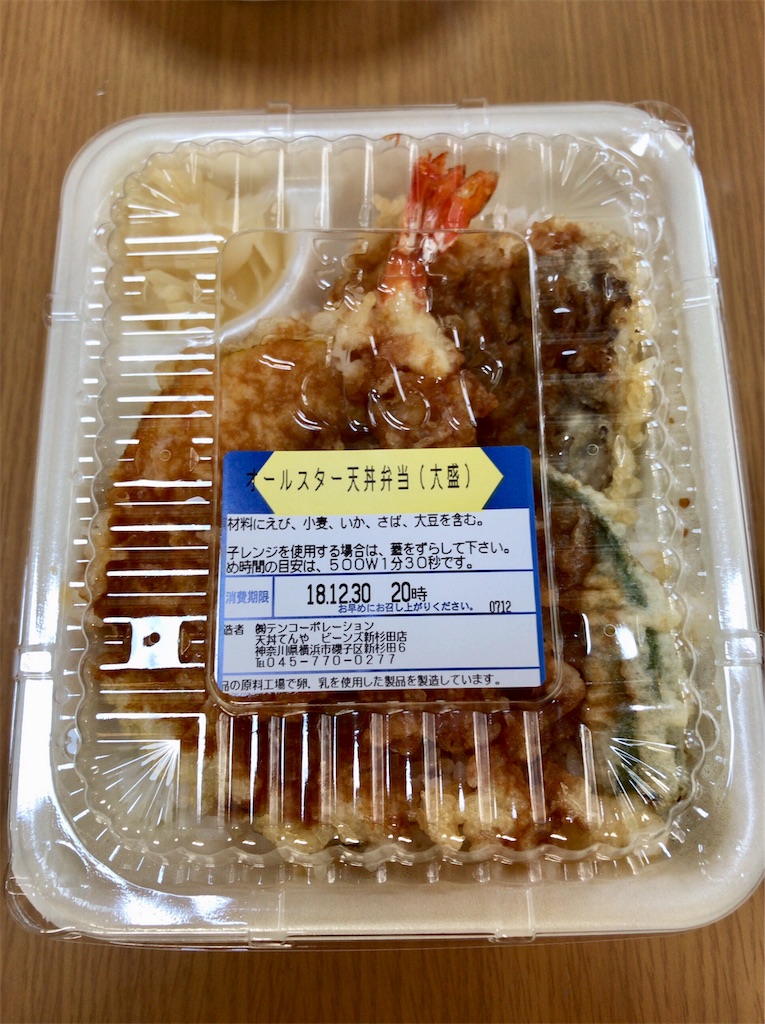 オールスター天丼弁当(大盛)
材料にえび、小麦、いか、さば、大豆を含む。
子レンジを使用する場合は、蓋をずらして下さい。
め時間の目安は、500W1分30秒です。
消費期限 18.12.30 20時
お早めにお召し上がりください。 0712
造者 ㈱テンコーポレーション
天丼てんや ビーンズ新杉田店
神奈川県横浜市磯子区新杉田6
℡045-770-0277
品の原料工場で卵、乳を使用した製品を製造しています。